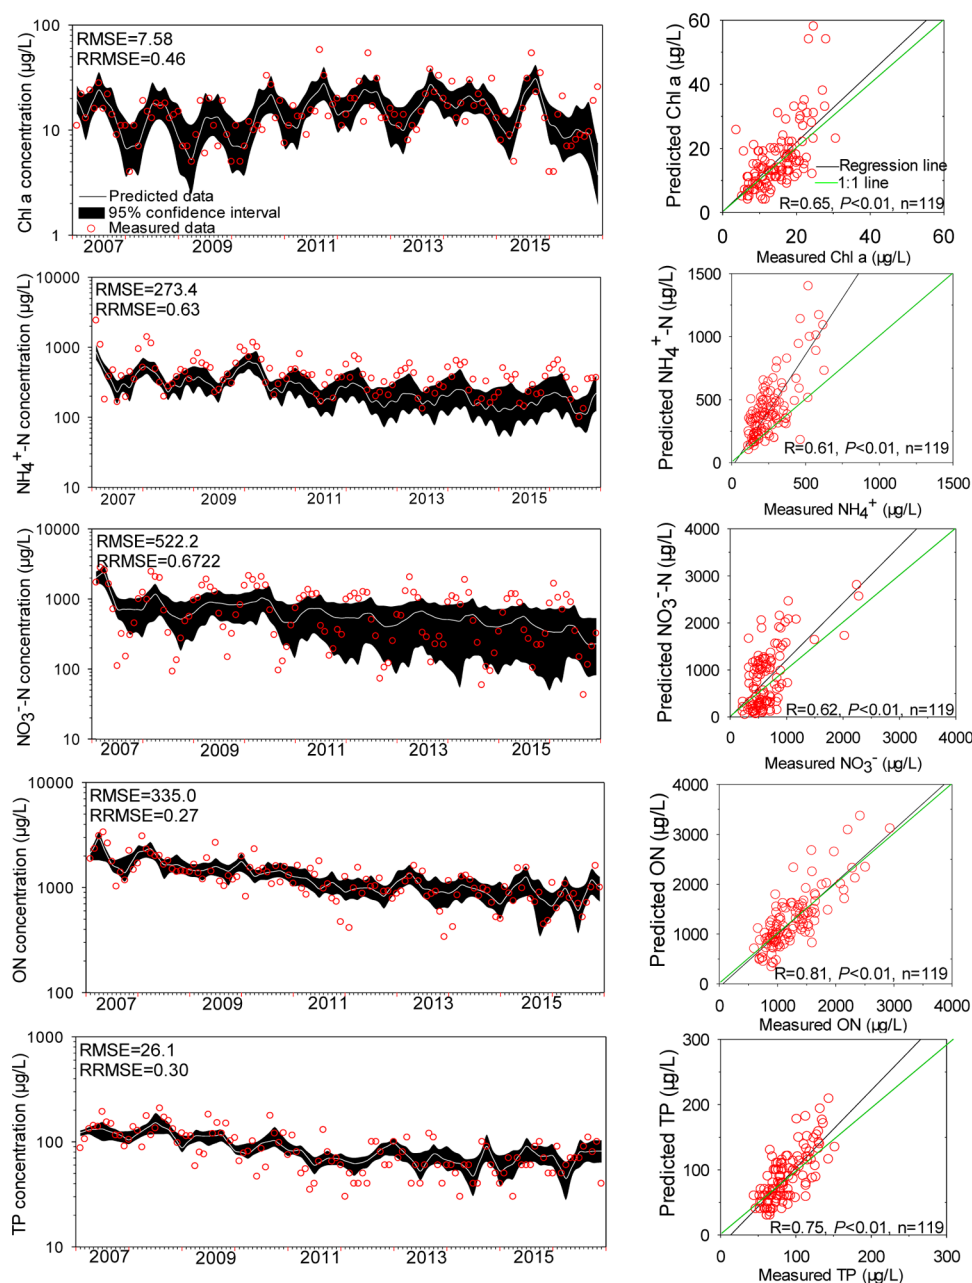 100
10
1
Chl a concentration (µg/L)
RMSE=7.58
RRMSE=0.46
Predicted data
95% confidence interval
Measured data
2007 2009 2011 2013 2015
60
40
20
0
Predicted Chl a (µg/L)
Regression line
1:1 line
R=0.65, P<0.01, n=119
0 20 40 60
Measured Chl a (µg/L)
10000
1000
100
10
NH₄⁺-N concentration (µg/L)
RMSE=273.4
RRMSE=0.63
2007 2009 2011 2013 2015
1500
1000
500
0
Predicted NH₄⁺-N (µg/L)
R=0.61, P<0.01, n=119
0 500 1000 1500
Measured NH₄⁺ (µg/L)
10000
1000
100
10
NO₃⁻-N concentration (µg/L)
RMSE=522.2
RRMSE=0.6722
2007 2009 2011 2013 2015
4000
3000
2000
1000
0
Predicted NO₃⁻-N (µg/L)
R=0.62, P<0.01, n=119
0 1000 2000 3000 4000
Measured NO₃⁻ (µg/L)
10000
1000
100
ON concentration (µg/L)
RMSE=335.0
RRMSE=0.27
2007 2009 2011 2013 2015
4000
3000
2000
1000
0
Predicted ON (µg/L)
R=0.81, P<0.01, n=119
0 1000 2000 3000 4000
Measured ON (µg/L)
1000
100
10
TP concentration (µg/L)
RMSE=26.1
RRMSE=0.30
2007 2009 2011 2013 2015
300
200
100
0
Predicted TP (µg/L)
R=0.75, P<0.01, n=119
0 100 200 300
Measured TP (µg/L)